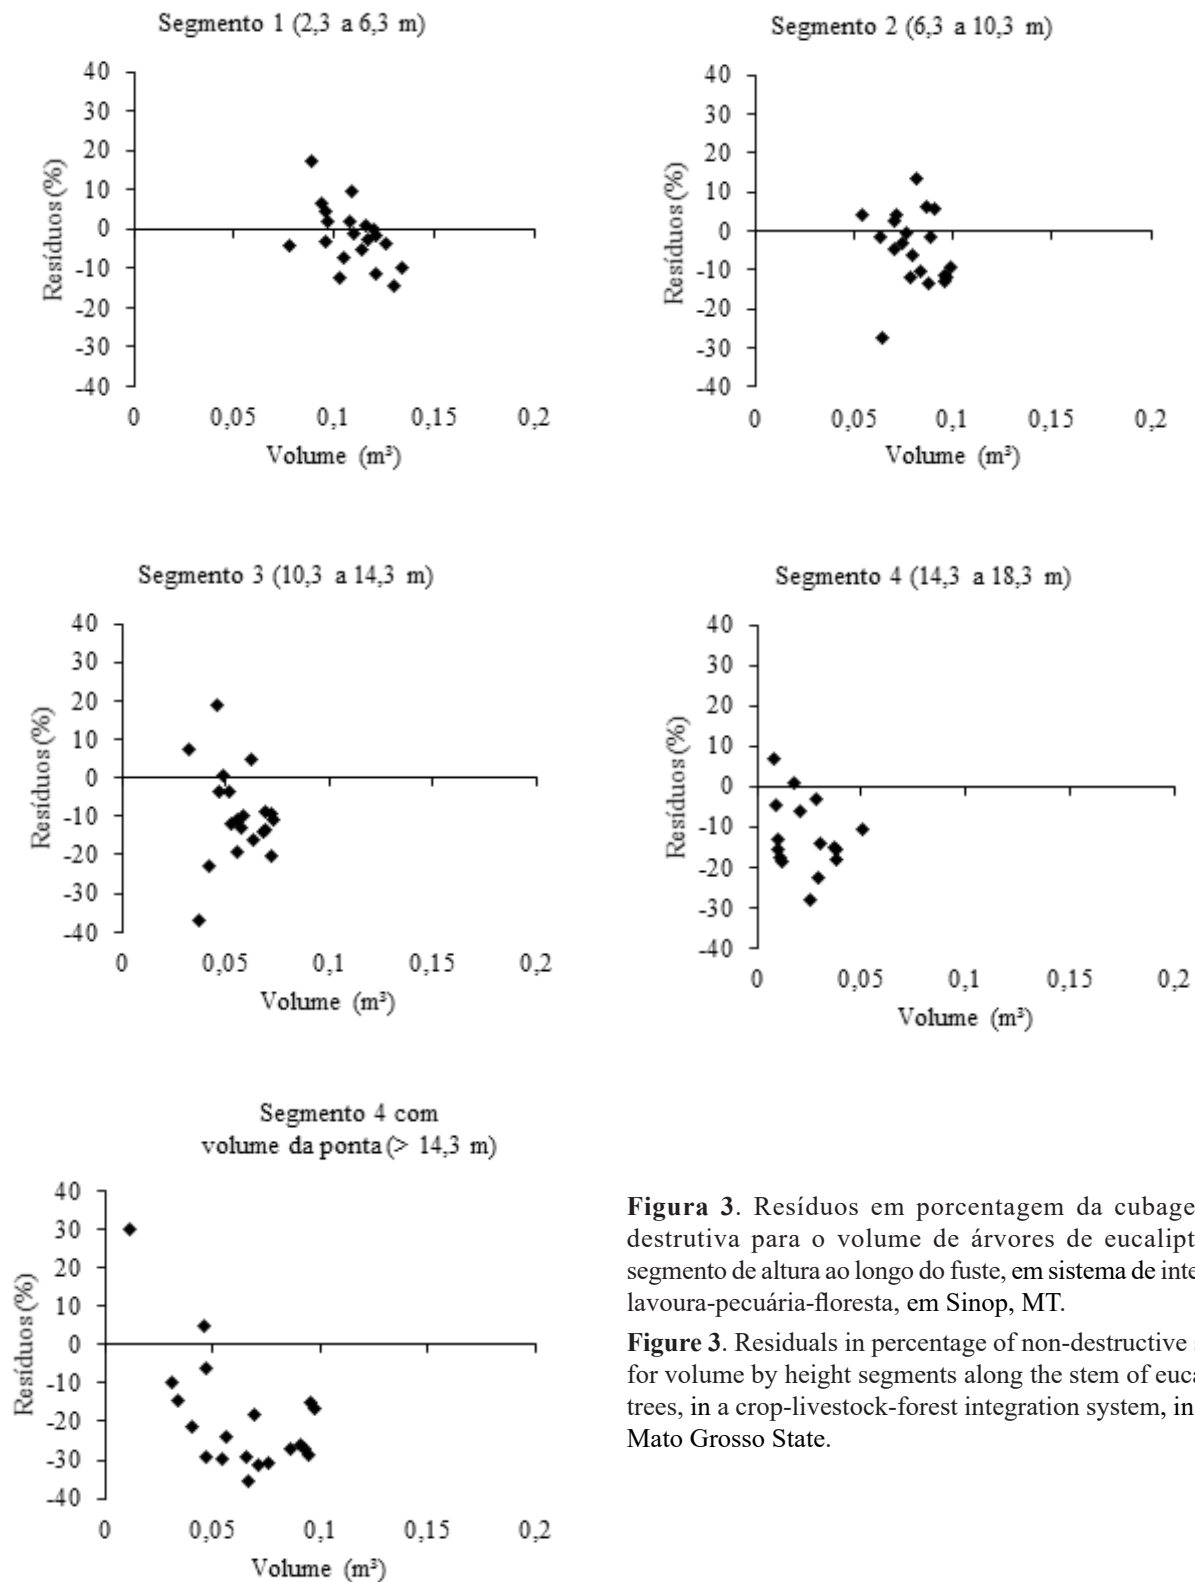 Segmento 1 (2,3 a 6,3 m)
40
30
20
10
0
-10
-20
-30
-40
Resíduos (%)
0 0,05 0,1 0,15 0,2
Volume (m³)
Segmento 2 (6,3 a 10,3 m)
40
30
20
10
0
-10
-20
-30
-40
Resíduos (%)
0 0,05 0,1 0,15 0,2
Volume (m³)
Segmento 3 (10,3 a 14,3 m)
40
30
20
10
0
-10
-20
-30
-40
Resíduos (%)
0 0,05 0,1 0,15 0,2
Volume (m³)
Segmento 4 (14,3 a 18,3 m)
40
30
20
10
0
-10
-20
-30
-40
Resíduos (%)
0 0,05 0,1 0,15 0,2
Volume (m³)
Segmento 4 com
volume da ponta (> 14,3 m)
40
30
20
10
0
-10
-20
-30
-40
Resíduos (%)
0 0,05 0,1 0,15 0,2
Volume (m³)
Figura 3. Resíduos em porcentagem da cubage
destrutiva para o volume de árvores de eucalipt
segmento de altura ao longo do fuste, em sistema de inte
lavoura-pecuária-floresta, em Sinop, MT.
Figure 3. Residuals in percentage of non-destructive
for volume by height segments along the stem of euca
trees, in a crop-livestock-forest integration system, in
Mato Grosso State.